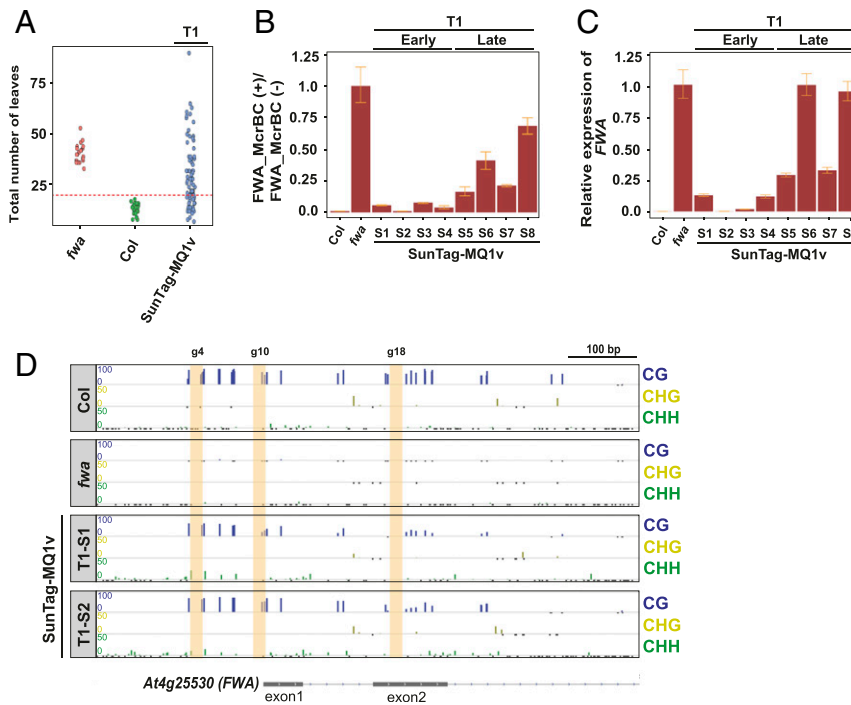 A
T1
Total number of leaves
75
50
25
fwa
Col
SunTag-MQ1v
B
T1
Early
Late
FWA_McrBC (+)/
FWA_McrBC (-)
1.25
1.00
0.75
0.50
0.25
0.0
Col
fwa
S1
S2
S3
S4
S5
S6
S7
S8
SunTag-MQ1v
C
T1
Early
Late
Relative expression of
FWA
1.25
1.00
0.75
0.50
0.25
0.00
Col
fwa
S1
S2
S3
S4
S5
S6
S7
SunTag-MQ1v
D
g4 g10 g18 100 bp
Col
100
0
50
0
0
CG
CHG
CHH
fwa
100
0
50
0
0
CG
CHG
CHH
SunTag-MQ1v
T1-S1
100
0
50
0
CG
CHG
CHH
T1-S2
100
0
50
0
CG
CHG
CHH
At4g25530 (FWA)
exon1 exon2